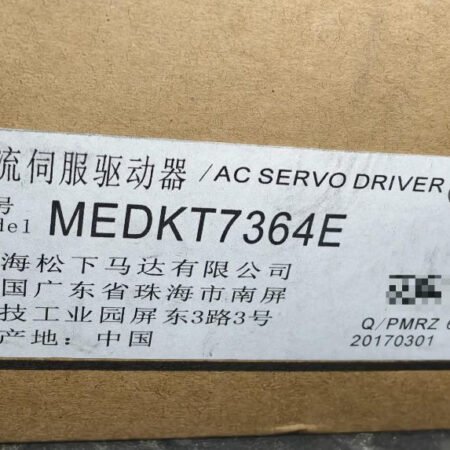 流伺服驱动器 / AC SERVO DRIVER
号
del MEDKT7364E
海松下马达有限公司
国广东省珠海市南屏
技工业园屏东3路3号
产地: 中国
Q/PMRZ
20170301